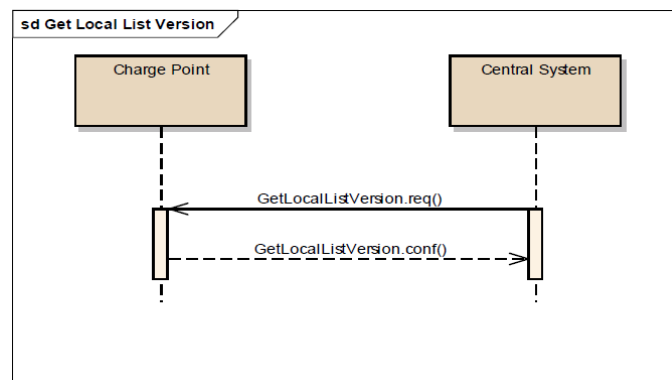 sd Get Local List Version
Charge Point
Central System
GetLocalListVersion.req()
GetLocalListVersion.conf()